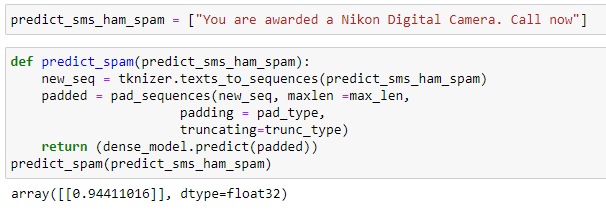 predict_sms_ham_spam = ["You are awarded a Nikon Digital Camera. Call now"]
def predict_spam(predict_sms_ham_spam):
    new_seq = tknizer.texts_to_sequences(predict_sms_ham_spam)
    padded = pad_sequences(new_seq, maxlen =max_len,
                      padding = pad_type,
                      truncating=trunc_type)
    return (dense_model.predict(padded))
predict_spam(predict_sms_ham_spam)
array([[0.94411016]], dtype=float32)